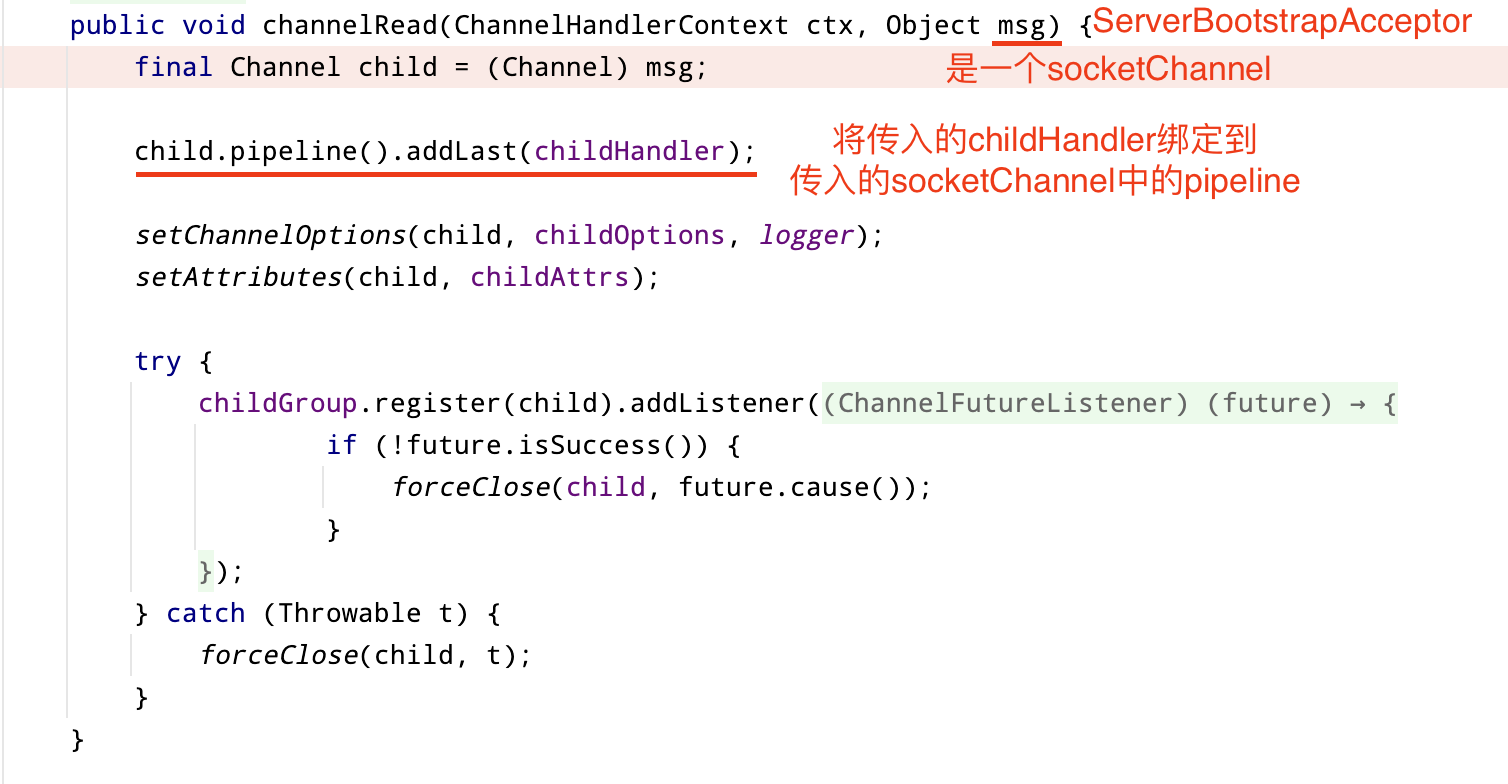 public void channelRead(ChannelHandlerContext ctx, Object msg) {ServerBootstrapAcceptor
final Channel child = (Channel) msg; 是一个socketChannel
child.pipeline().addLast(childHandler); 将传入的childHandler绑定到
传入的socketChannel中的pipeline
setChannelOptions(child, childOptions, logger);
setAttributes(child, childAttrs);
try {
childGroup.register(child).addListener((ChannelFutureListener) (future) → {
if (!future.isSuccess()) {
forceClose(child, future.cause());
}
});
} catch (Throwable t) {
forceClose(child, t);
}
}